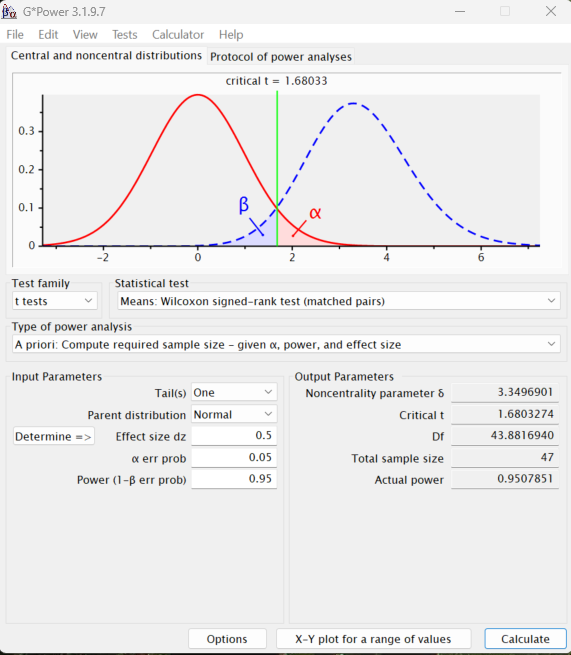 G*Power 3.1.9.7
File Edit View Tests Calculator Help
Central and noncentral distributions Protocol of power analyses
critical t = 1.68033
0.3
0.2
0.1
0
β
α
-2 0 2 4 6
Test family Statistical test
t tests Means: Wilcoxon signed-rank test (matched pairs)
Type of power analysis
A priori: Compute required sample size – given α, power, and effect size
Input Parameters Output Parameters
Tail(s) One Noncentrality parameter δ 3.3496901
Parent distribution Normal Critical t 1.6803274
Determine => Effect size dz 0.5 Df 43.8816940
α err prob 0.05 Total sample size 47
Power (1-β err prob) 0.95 Actual power 0.9507851
Options X-Y plot for a range of values Calculate